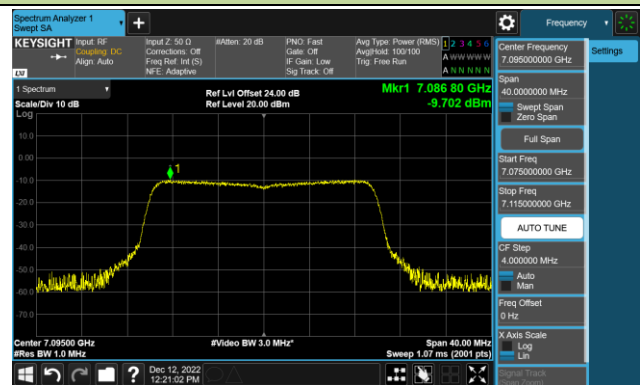 Spectrum Analyzer 1
Swept SA
Frequency
KEYSIGHT
Input: RF
Coupling: DC
Align: Auto
Input Z: 50 Ω
Corrections: Off
Freq Ref: Int (S)
NFE: Adaptive
#Atten: 20 dB
PNO: Fast
Gate: Off
IF Gain: Low
Sig Track: Off
Avg Type: Power (RMS)
Avg|Hold: 100/100
Trig: Free Run
1 2 3 4 5 6
A W W W W W
A N N N N N
LXI
1 Spectrum
Scale/Div 10 dB
Log
Ref Lvl Offset 24.00 dB
Ref Level 20.00 dBm
Mkr1 7.086 80 GHz
-9.702 dBm
10.0
0.00
-10.0
-20.0
-30.0
-40.0
-50.0
-60.0
-70.0
1
Center 7.09500 GHz
#Res BW 1.0 MHz
#Video BW 3.0 MHz*
Span 40.00 MHz
Sweep 1.07 ms (2001 pts)
Dec 12, 2022
12:21:02 PM
Center Frequency
7.095000000 GHz
Settings
Span
40.0000000 MHz
Swept Span
Zero Span
Full Span
Start Freq
7.075000000 GHz
Stop Freq
7.115000000 GHz
AUTO TUNE
CF Step
4.000000 MHz
Auto
Man
Freq Offset
0 Hz
X Axis Scale
Log
Lin
Signal Track
(Span Zoom)